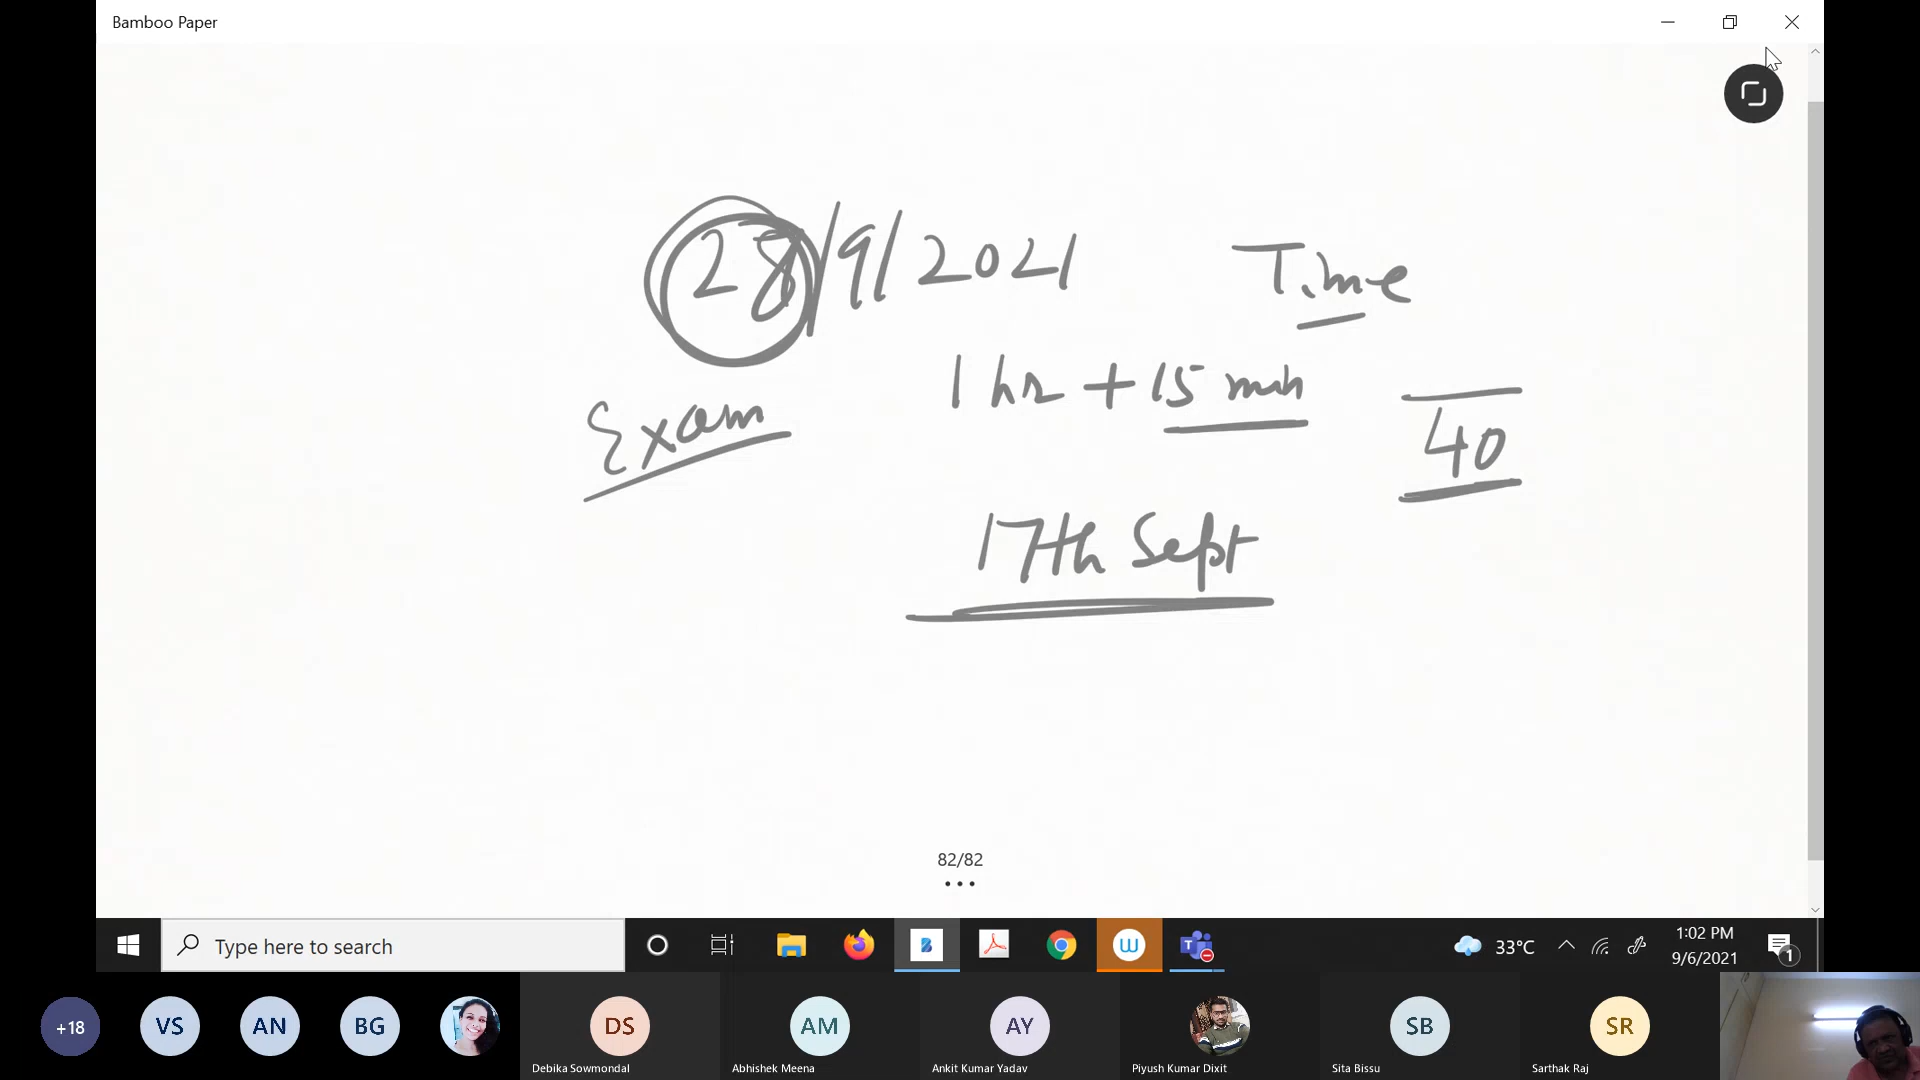 Bamboo Paper
28/9/2021 Time
1 hr + 15 min
Exam
40
17th Sept
82/82
Type here to search
33°C
1:02 PM
9/6/2021
1
+18
VS
AN
BG
DS
AM
AY
SB
SR
Debika Sowmondal
Abhishek Meena
Ankit Kumar Yadav
Piyush Kumar Dixit
Sita Bissu
Sarthak Raj